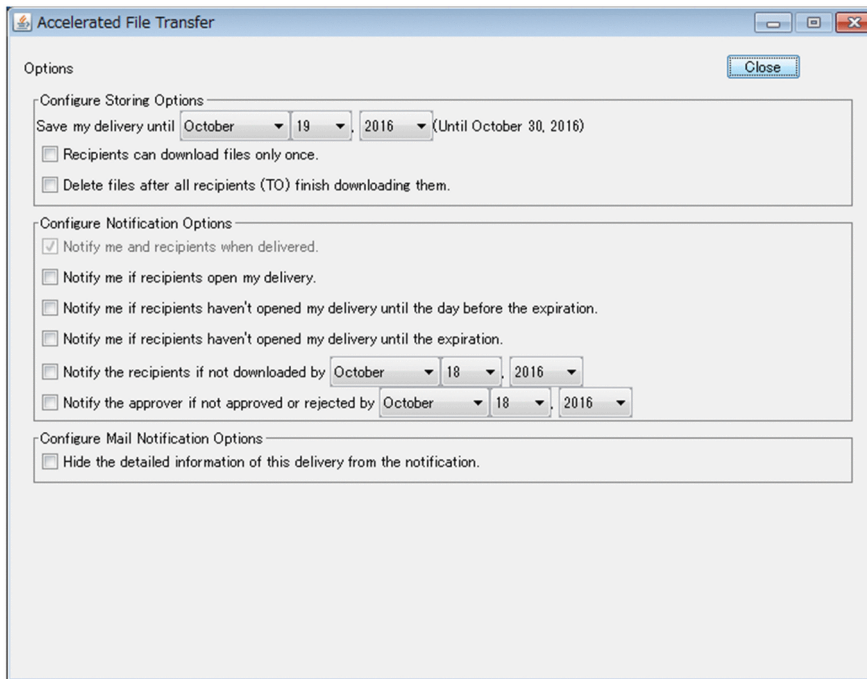 Accelerated File Transfer
Options
Close
Configure Storing Options
Save my delivery until October 19 , 2016 (Until October 30, 2016)
Recipients can download files only once.
Delete files after all recipients (TO) finish downloading them.
Configure Notification Options
Notify me and recipients when delivered.
Notify me if recipients open my delivery.
Notify me if recipients haven't opened my delivery until the day before the expiration.
Notify me if recipients haven't opened my delivery until the expiration.
Notify the recipients if not downloaded by October 18 , 2016
Notify the approver if not approved or rejected by October 18 , 2016
Configure Mail Notification Options
Hide the detailed information of this delivery from the notification.